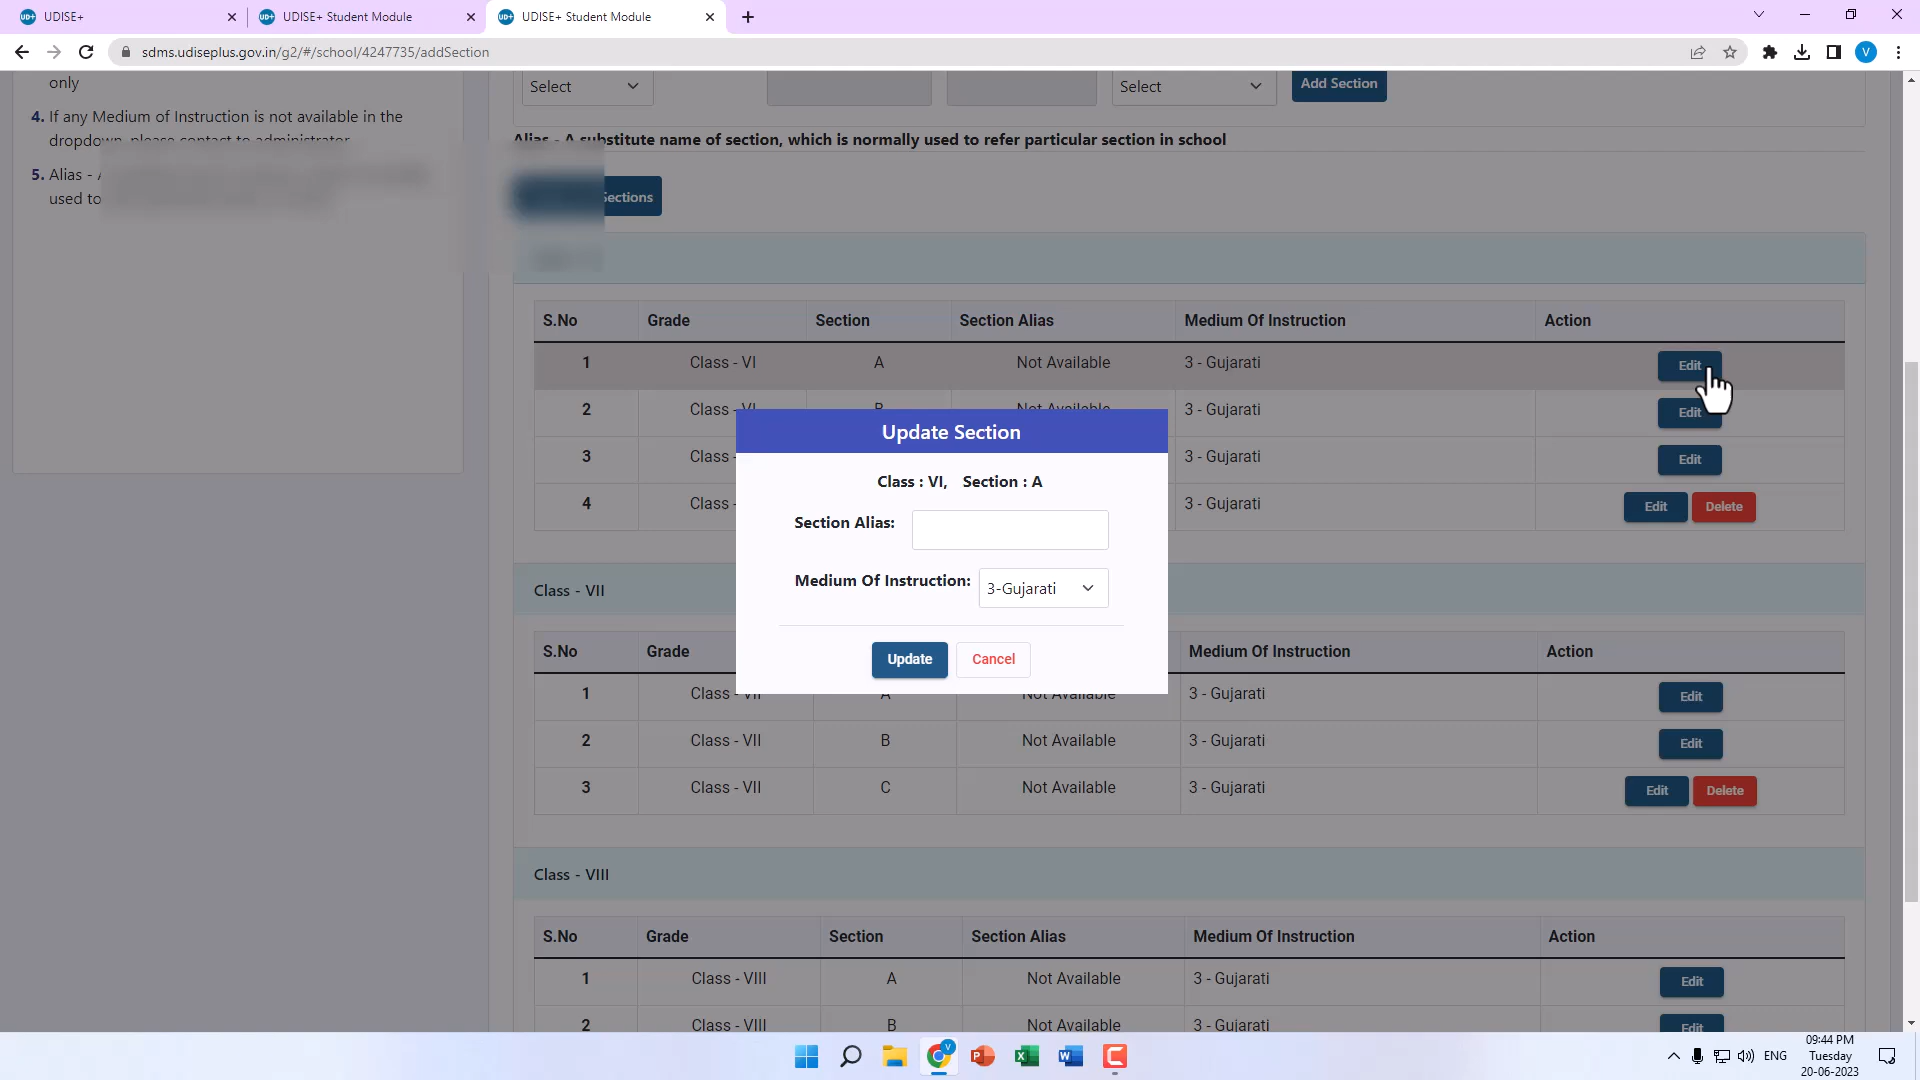 UDISE+
UDISE+ Student Module
UDISE+ Student Module
sdms.udiseplus.gov.in/g2/#/school/4247735/addSection
V
only
4. If any Medium of Instruction is not available in the
dropdown, please contact to administrator
5. Alias - A
used to
Select
Select
Add Section
Alias - A substitute name of section, which is normally used to refer particular section in school
Sections
S.No Grade Section Section Alias Medium Of Instruction Action
1 Class - VI A Not Available 3 - Gujarati Edit
2 Class - VI B Not Available 3 - Gujarati Edit
3 Class - 3 - Gujarati Edit
4 Class - 3 - Gujarati Edit Delete
Update Section
Class : VI, Section : A
Section Alias:
Medium Of Instruction: 3-Gujarati
Update Cancel
Class - VII
S.No Grade Medium Of Instruction Action
1 Class - VII A Not Available 3 - Gujarati Edit
2 Class - VII B Not Available 3 - Gujarati Edit
3 Class - VII C Not Available 3 - Gujarati Edit Delete
Class - VIII
S.No Grade Section Section Alias Medium Of Instruction Action
1 Class - VIII A Not Available 3 - Gujarati Edit
2 Class - VIII B Not Available 3 - Gujarati Edit
ENG
09:44 PM
Tuesday
20-06-2023